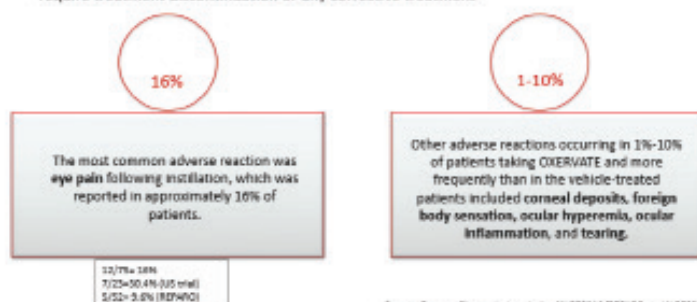 16%
The most common adverse reaction was
eye pain following instillation, which was
reported in approximately 16% of
patients.
12/75= 16%
7/23=30.4% (US trial)
5/52= 9.6% (REPARO)
1-10%
Other adverse reactions occurring in 1%-10%
of patients taking OXERVATE and more
frequently than in the vehicle-treated
patients included corneal deposits, foreign
body sensation, ocular hyperemia, ocular
inflammation, and tearing.